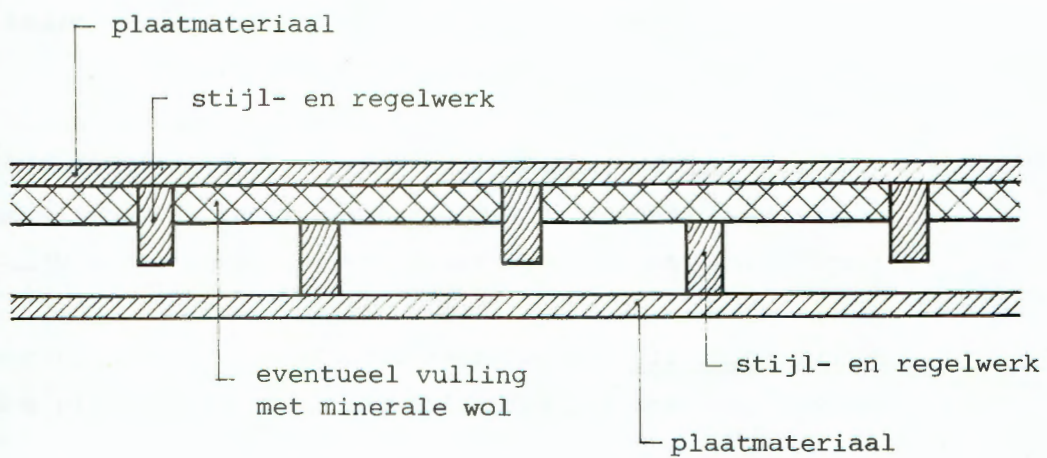 plaatmateriaal
stijl- en regelwerk
eventueel vulling
met minerale wol
stijl- en regelwerk
plaatmateriaal